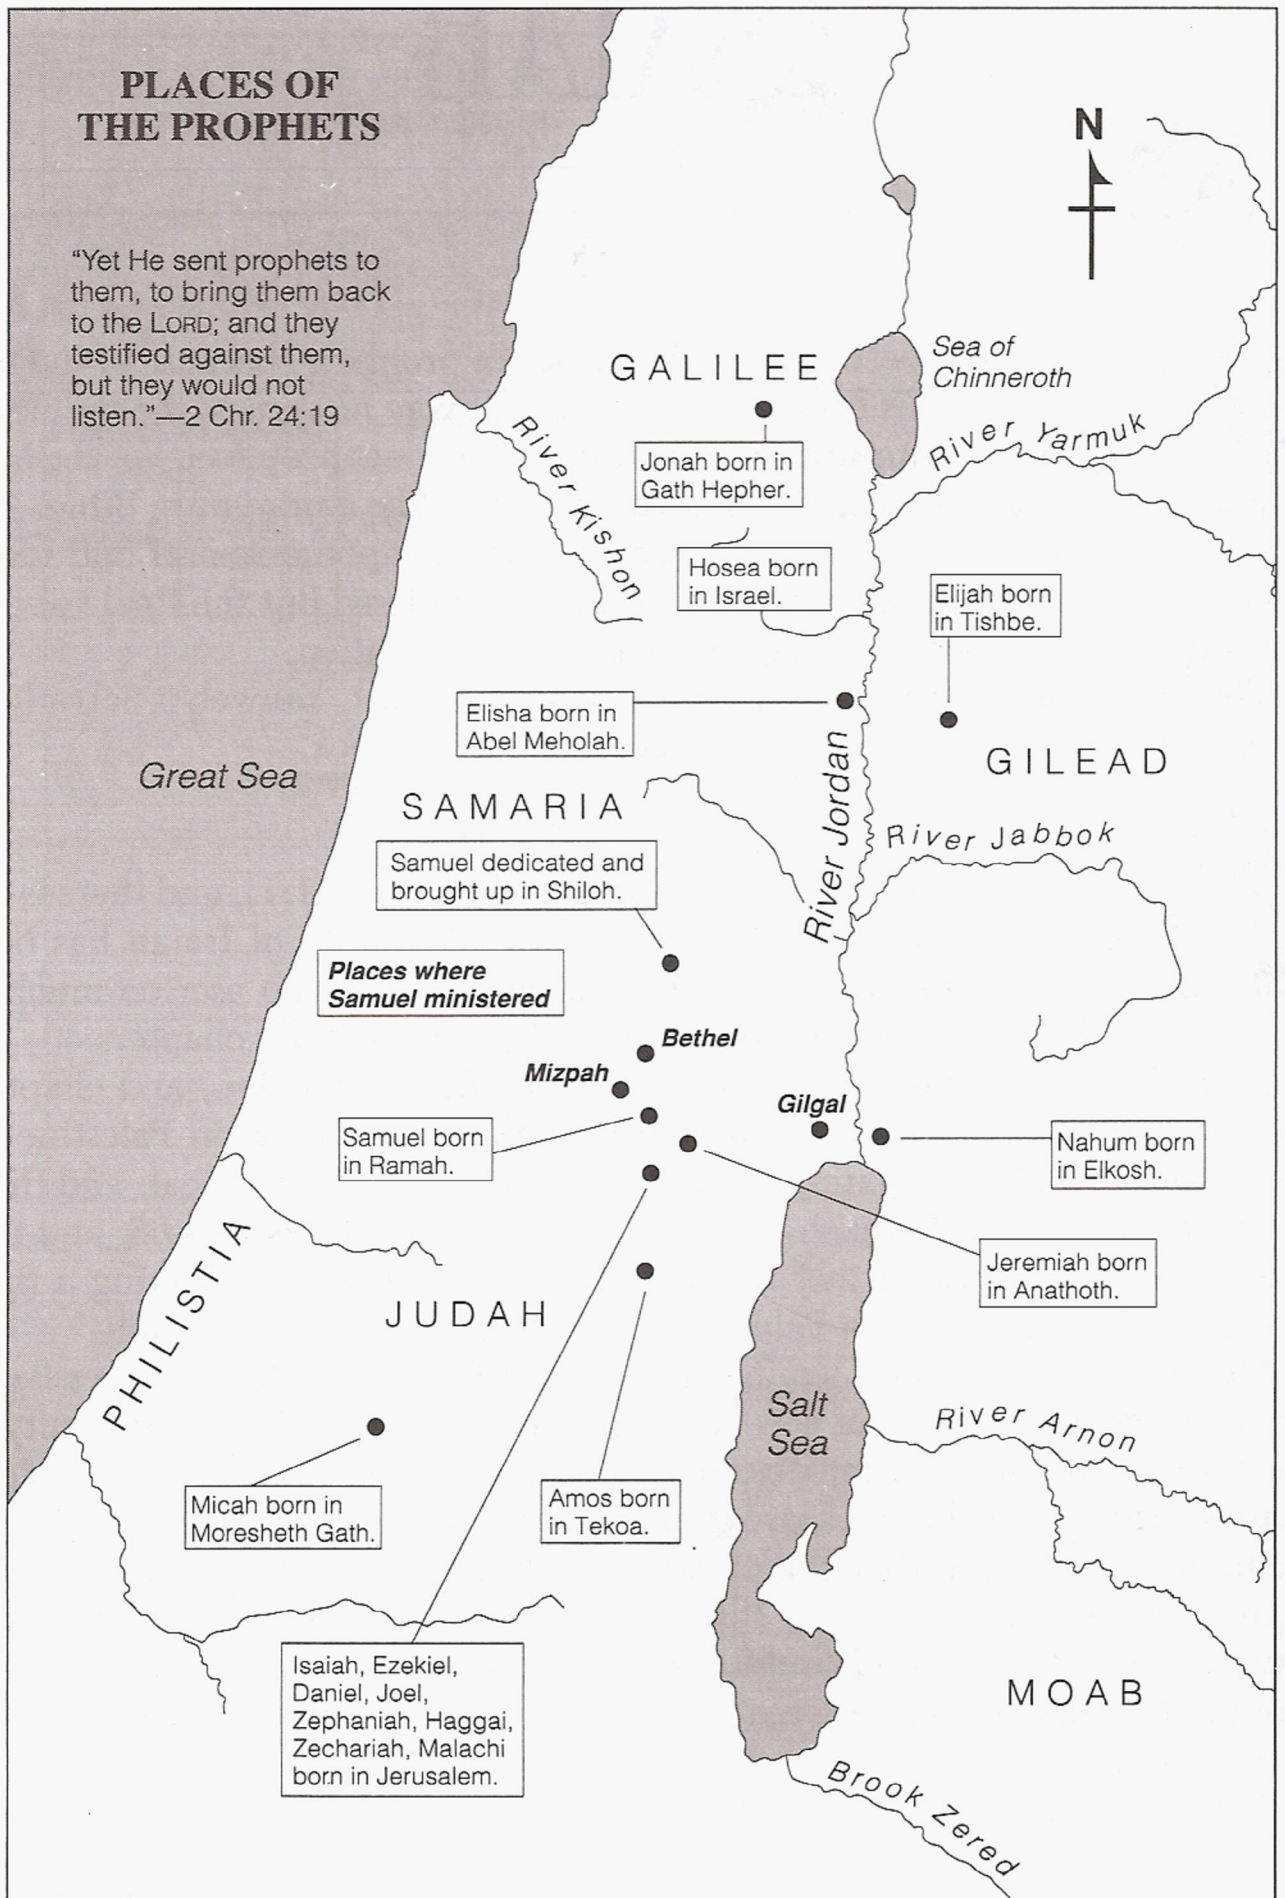 PLACES OF
THE PROPHETS
“Yet He sent prophets to
them, to bring them back
to the LORD; and they
testified against them,
but they would not
listen.”—2 Chr. 24:19
N
GALILEE
Sea of
Chinneroth
River Yarmuk
River Kishon
Jonah born in
Gath Hepher.
Hosea born
in Israel.
Elijah born
in Tishbe.
Elisha born in
Abel Meholah.
GILEAD
Great Sea
SAMARIA
River Jordan
River Jabbok
Samuel dedicated and
brought up in Shiloh.
Places where
Samuel ministered
Bethel
Mizpah
Gilgal
Samuel born
in Ramah.
Nahum born
in Elkosh.
Jeremiah born
in Anathoth.
PHILISTIA
JUDAH
Salt
Sea
River Arnon
Micah born in
Moresheth Gath.
Amos born
in Tekoa.
Isaiah, Ezekiel,
Daniel, Joel,
Zephaniah, Haggai,
Zechariah, Malachi
born in Jerusalem.
MOAB
Brook Zered